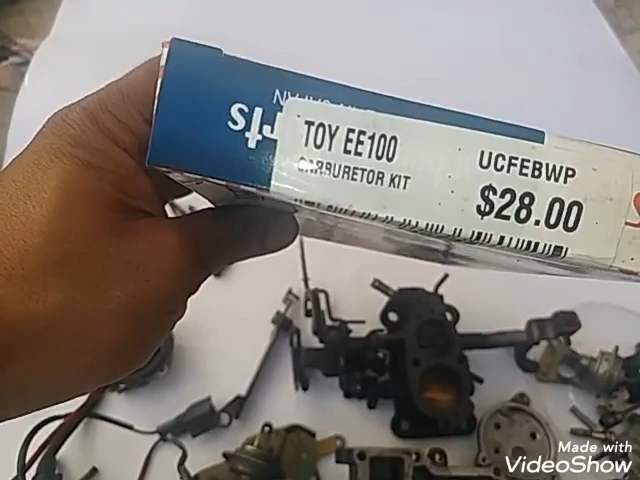 TOY EE100
CARBURETOR KIT
UCFEBWP
$28.00
Made with
VideoShow